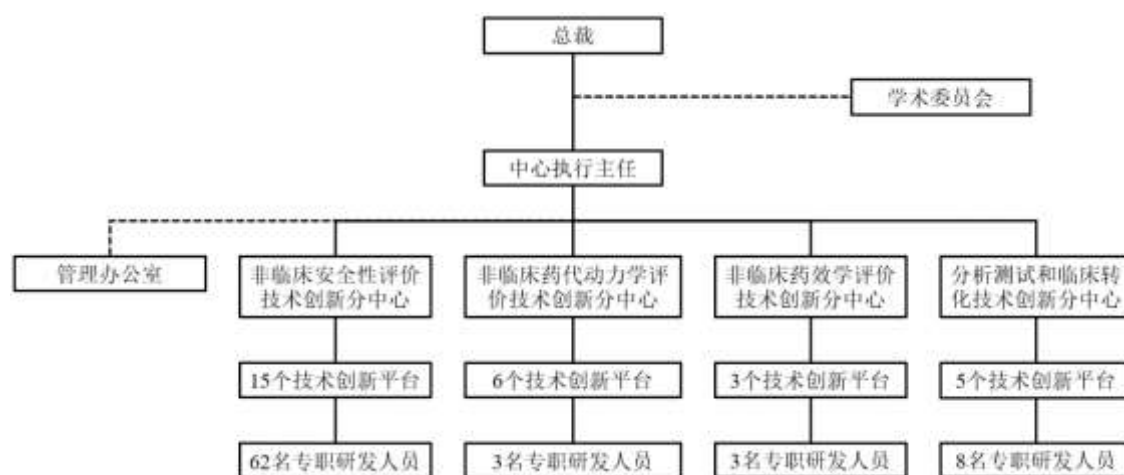 总裁
学术委员会
中心执行主任
管理办公室
非临床安全性评价
技术创新分中心
非临床药代动力学评
价技术创新分中心
非临床药效学评价
技术创新分中心
分析测试和临床转
化技术创新分中心
15个技术创新平台
6个技术创新平台
3个技术创新平台
5个技术创新平台
62名专职研发人员
3名专职研发人员
3名专职研发人员
8名专职研发人员